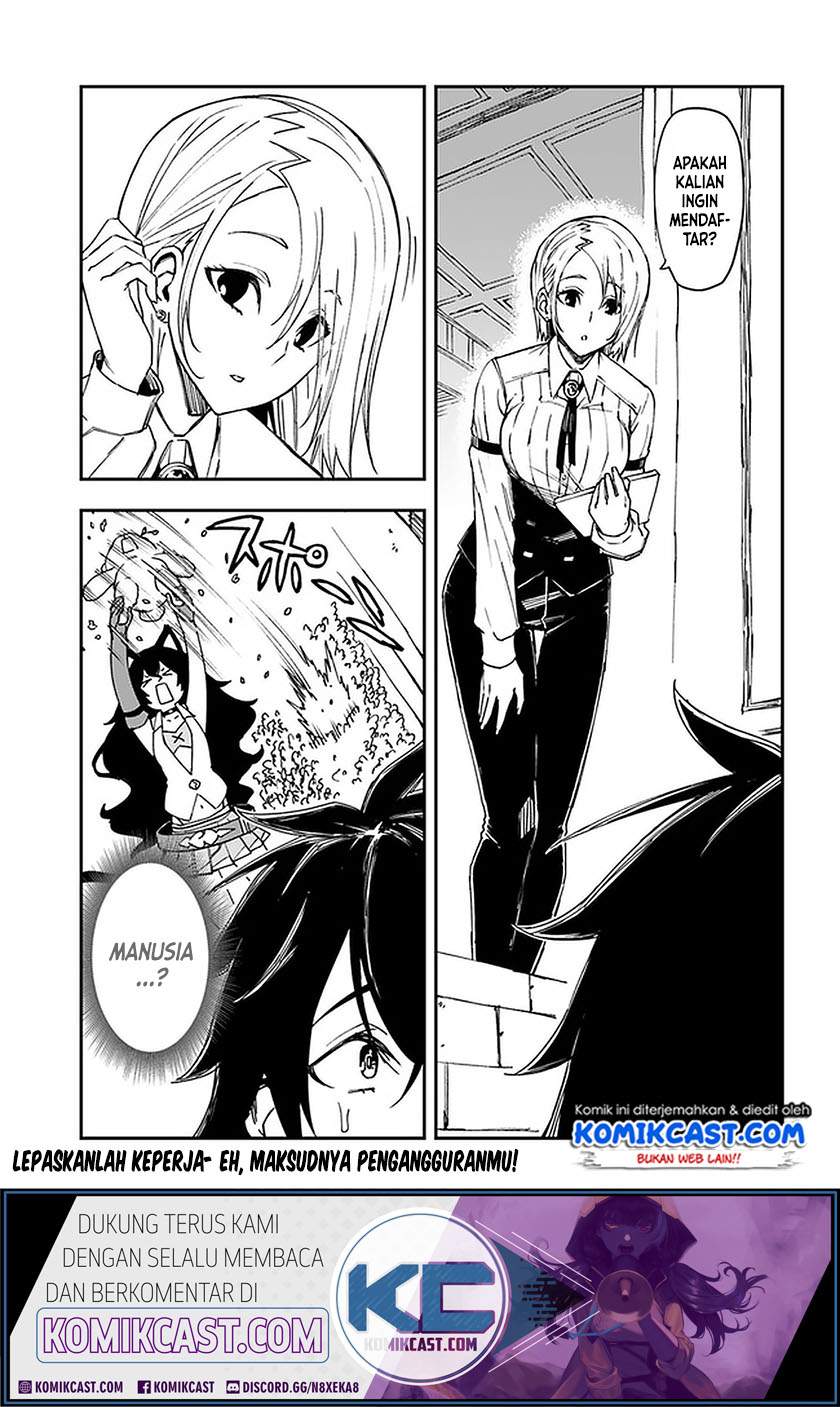 APAKAH
KALIAN
INGIN
MENDAF-
TAR?
スポ
MANUSIA
...?
Komik ini diterjemahkan & diedit oleh
KOMIKCAST.COM
BUKAN WEB LAIN!!
LEPASKANLAH KEPERJA- EH, MAKSUDNYA PENGANGGURANMU!
DUKUNG TERUS KAMI
DENGAN SELALU MEMBACA
DAN BERKOMENTAR DI
KOMIKCAST.COM
KC
KOMIKCAST.COM
KOMIKCAST.COM
KOMIKCAST
DISCORD.GG/N8XEKA8